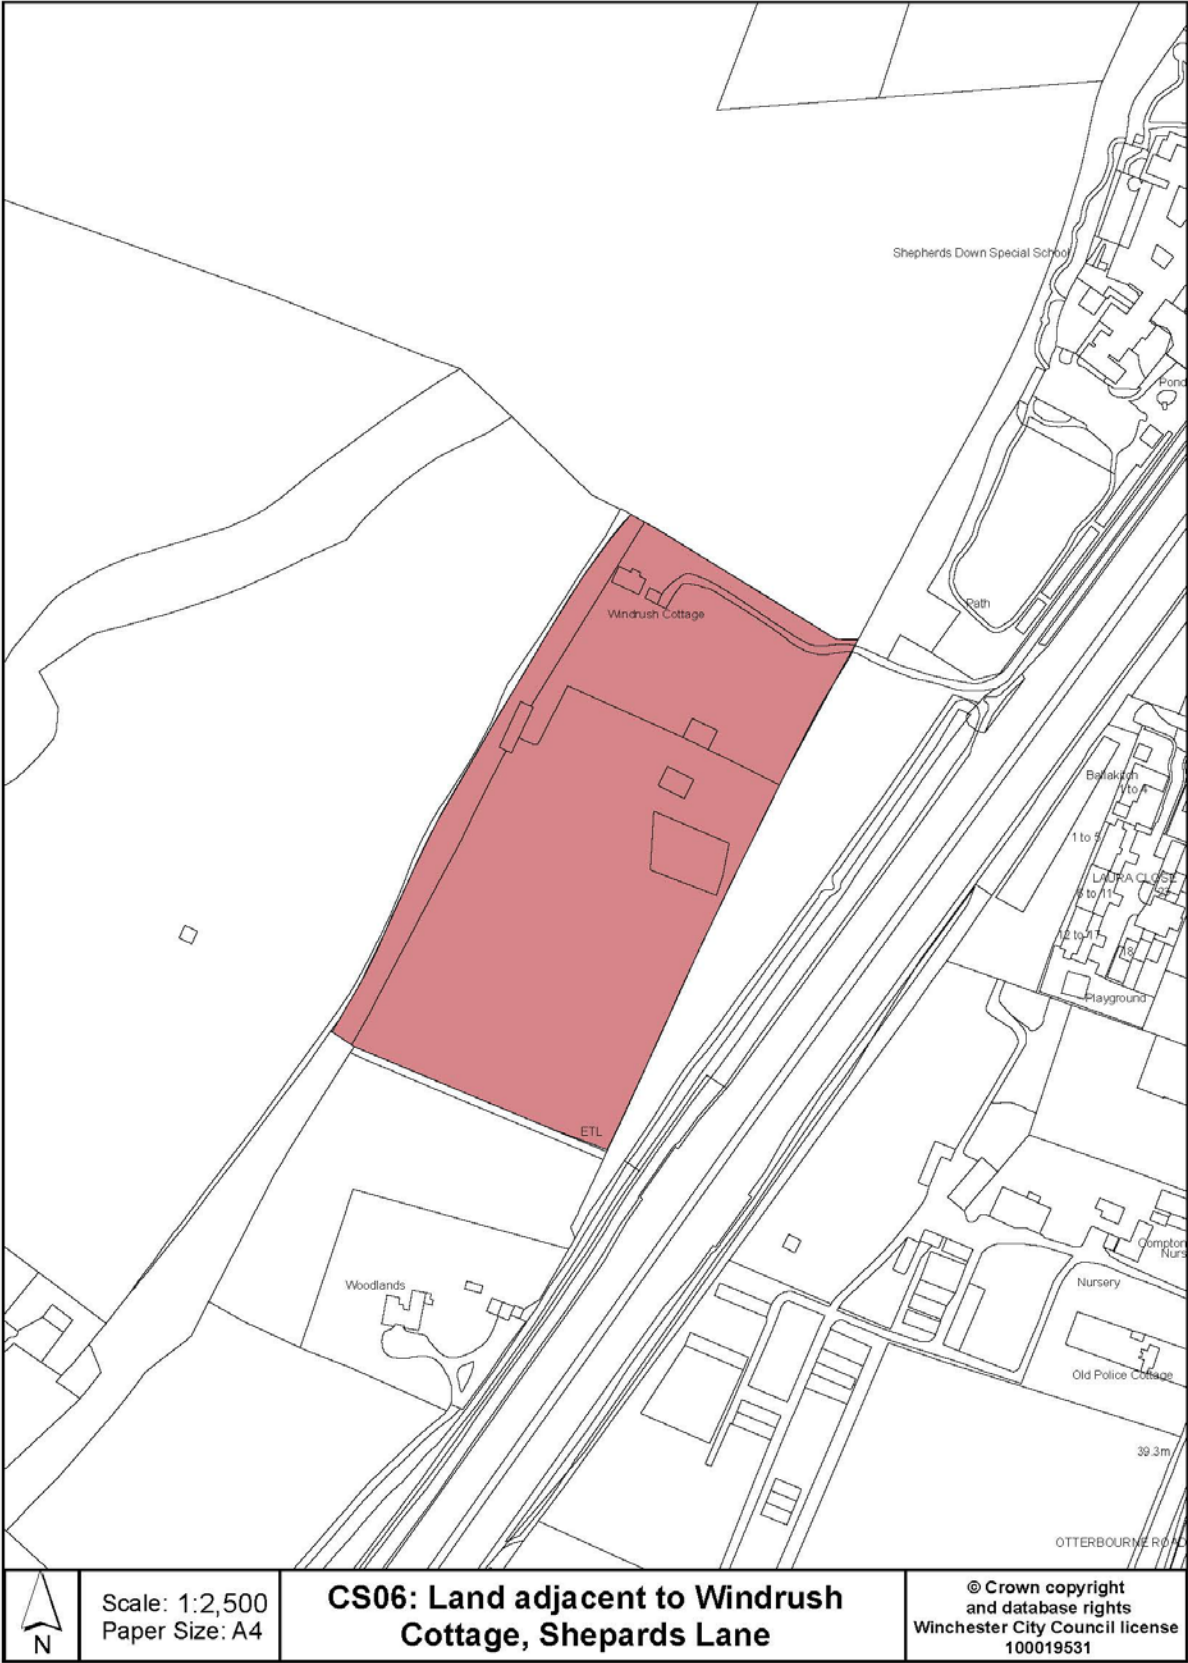 Shepherds Down Special School
Pond
Path
Windrush Cottage
Ballakitch
1 to 4
1 to 5
LAURA CLOSE
6 to 11
23
12 to 17
18
Playground
ETL
Compton
Nurs
Woodlands
Nursery
Old Police Cottage
39.3m
OTTERBOURNE ROAD
N
Scale: 1:2,500
Paper Size: A4
CS06: Land adjacent to Windrush
Cottage, Shepards Lane
© Crown copyright
and database rights
Winchester City Council license
100019531